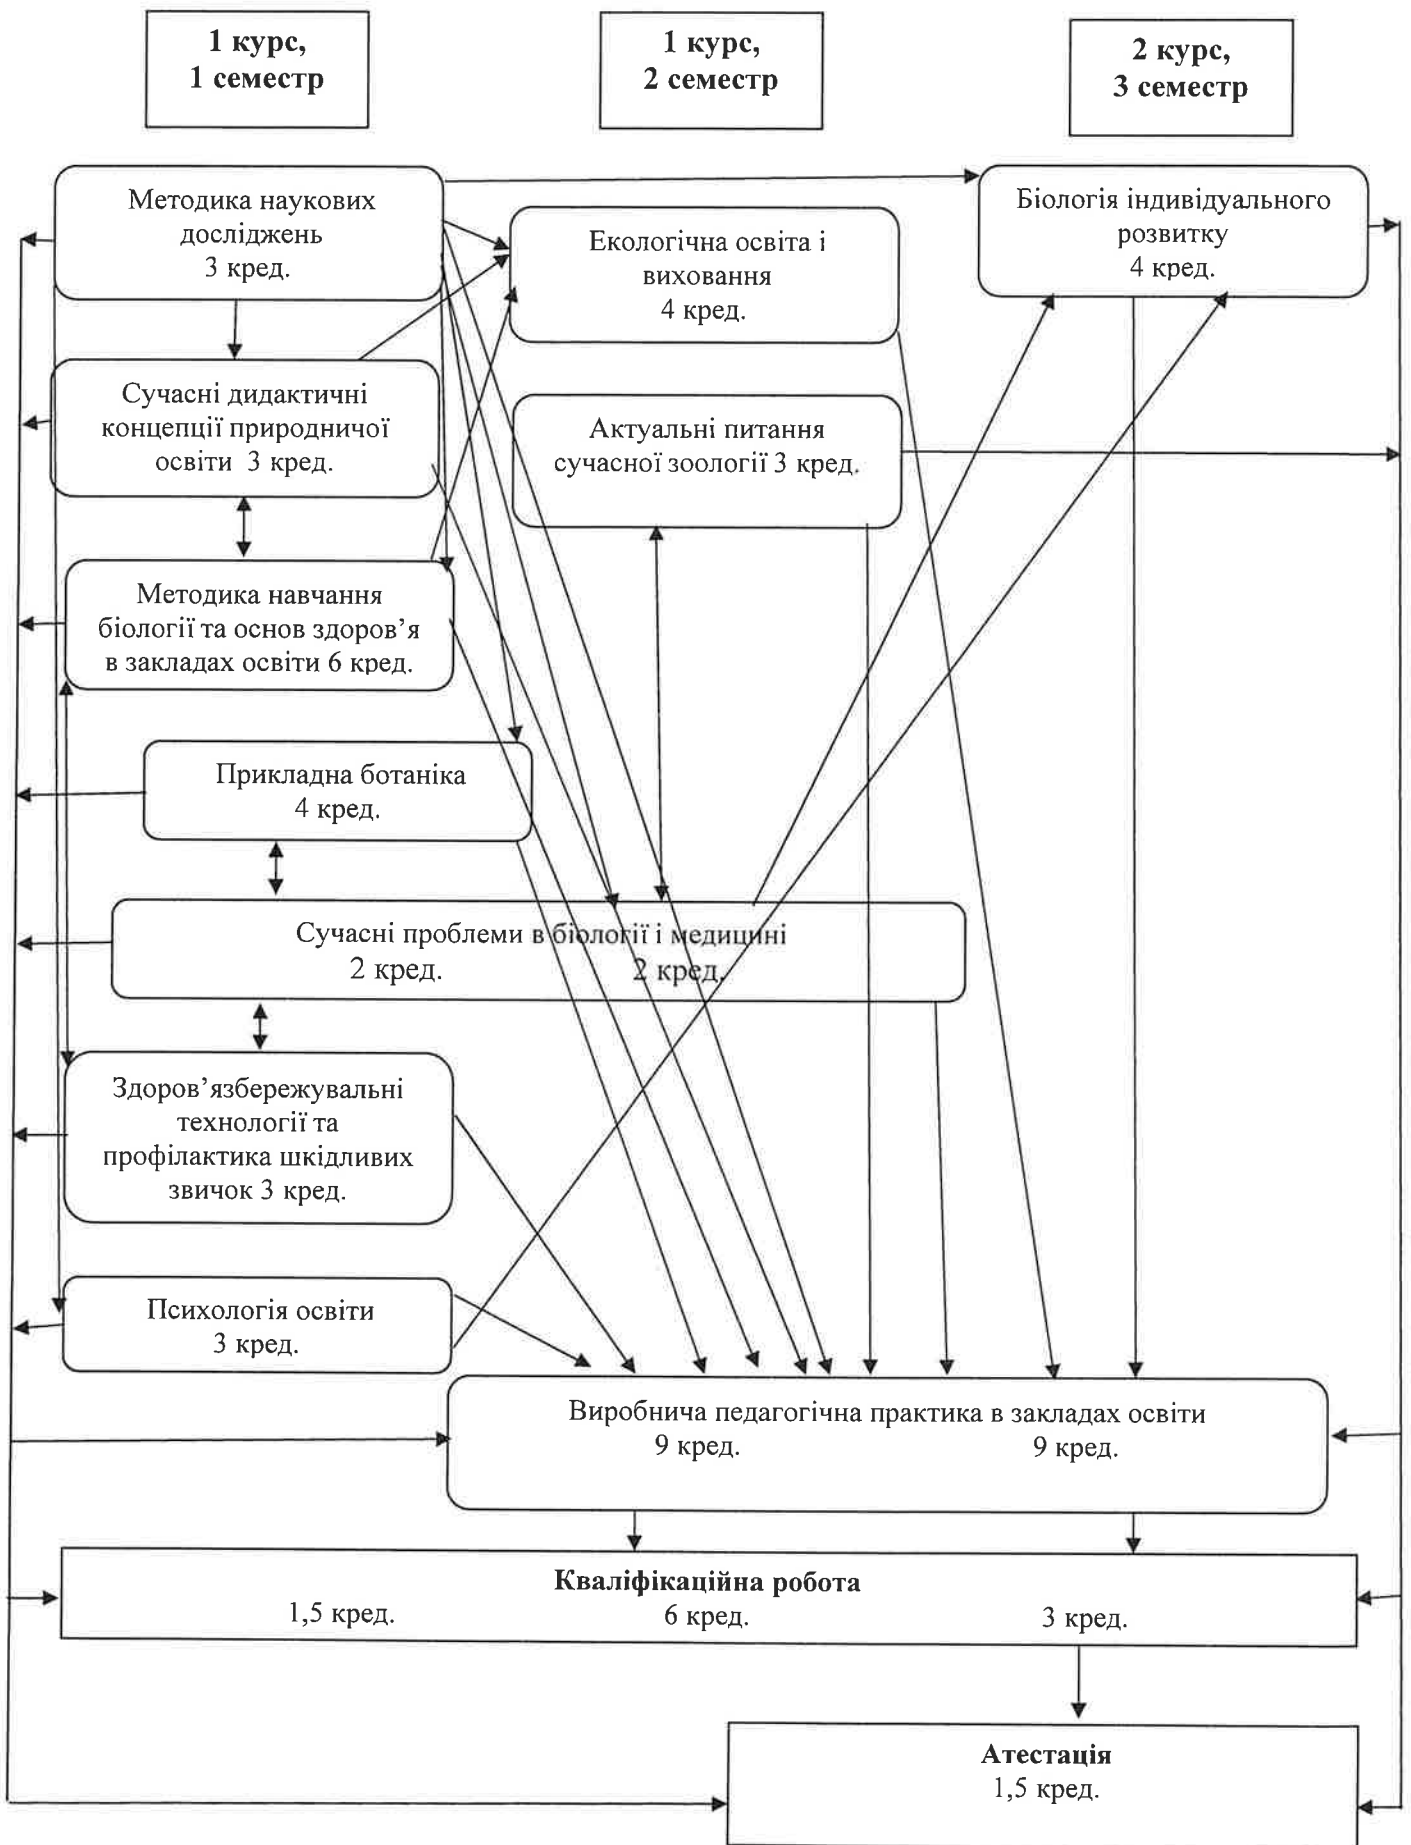 1 курс,
1 семестр
1 курс,
2 семестр
2 курс,
3 семестр
Методика наукових
досліджень
3 кред.
Екологічна освіта і
виховання
4 кред.
Біологія індивідуального
розвитку
4 кред.
Сучасні дидактичні
концепції природничої
освіти 3 кред.
Актуальні питання
сучасної зоології 3 кред.
Методика навчання
біології та основ здоров’я
в закладах освіти 6 кред.
Прикладна ботаніка
4 кред.
Сучасні проблеми в біології і медицині
2 кред. 2 кред.
Здоров’язбережувальні
технології та
профілактика шкідливих
звичок 3 кред.
Психологія освіти
3 кред.
Виробнича педагогічна практика в закладах освіти
9 кред. 9 кред.
Кваліфікаційна робота
1,5 кред. 6 кред. 3 кред.
Атестація
1,5 кред.